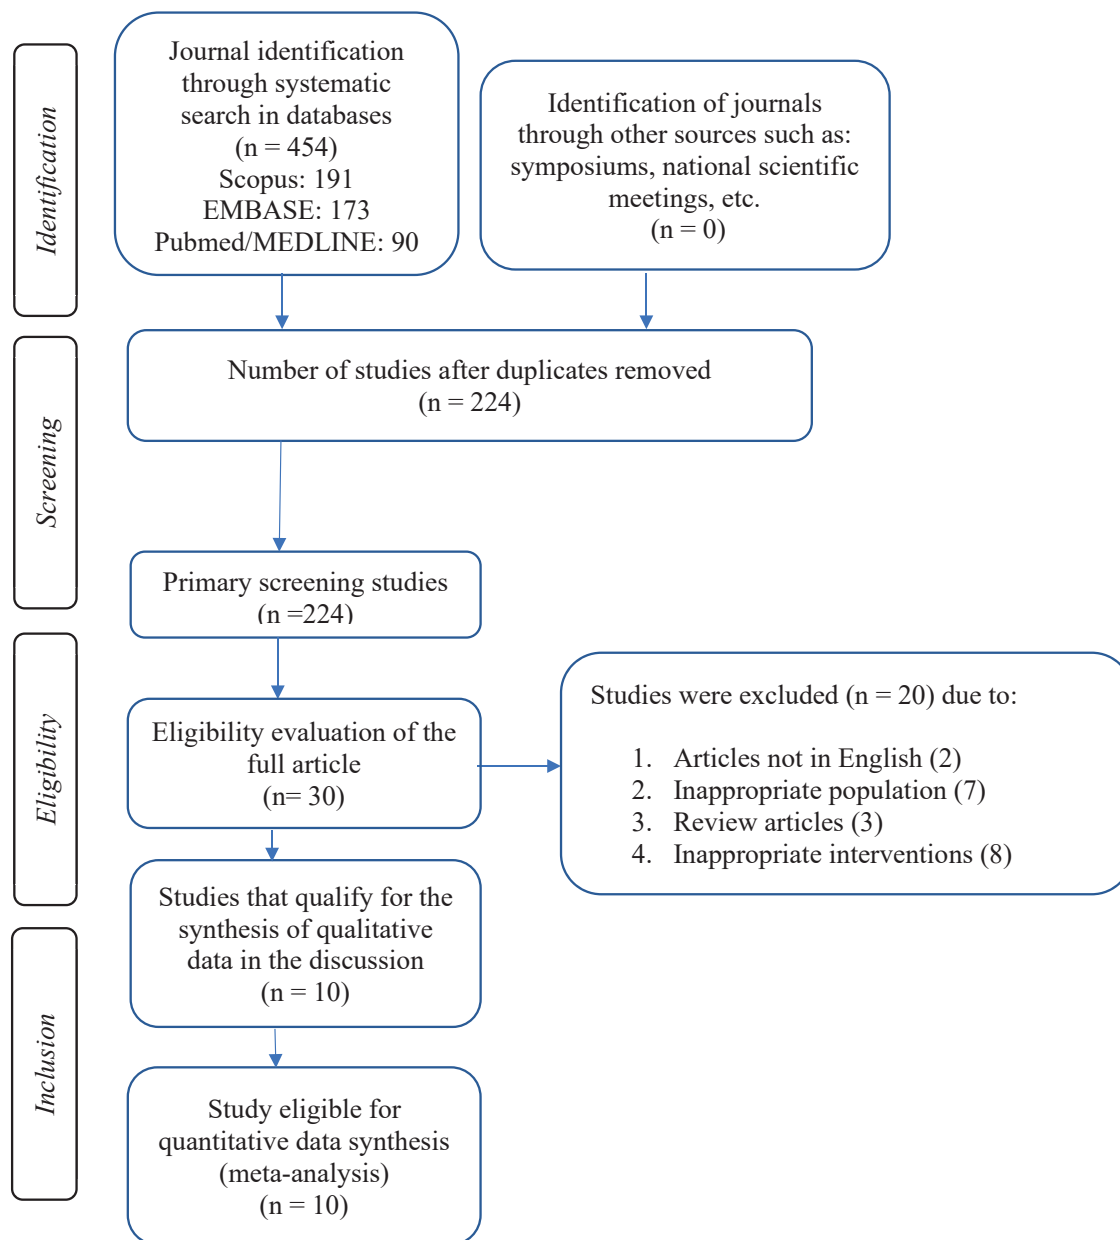 Identification
Journal identification
through systematic
search in databases
(n = 454)
Scopus: 191
EMBASE: 173
Pubmed/MEDLINE: 90
Identification of journals
through other sources such as:
symposiums, national scientific
meetings, etc.
(n = 0)
Screening
Number of studies after duplicates removed
(n = 224)
Primary screening studies
(n =224)
Eligibility
Eligibility evaluation of the
full article
(n= 30)
Studies were excluded (n = 20) due to:
1. Articles not in English (2)
2. Inappropriate population (7)
3. Review articles (3)
4. Inappropriate interventions (8)
Studies that qualify for the
synthesis of qualitative
data in the discussion
(n = 10)
Inclusion
Study eligible for
quantitative data synthesis
(meta-analysis)
(n = 10)